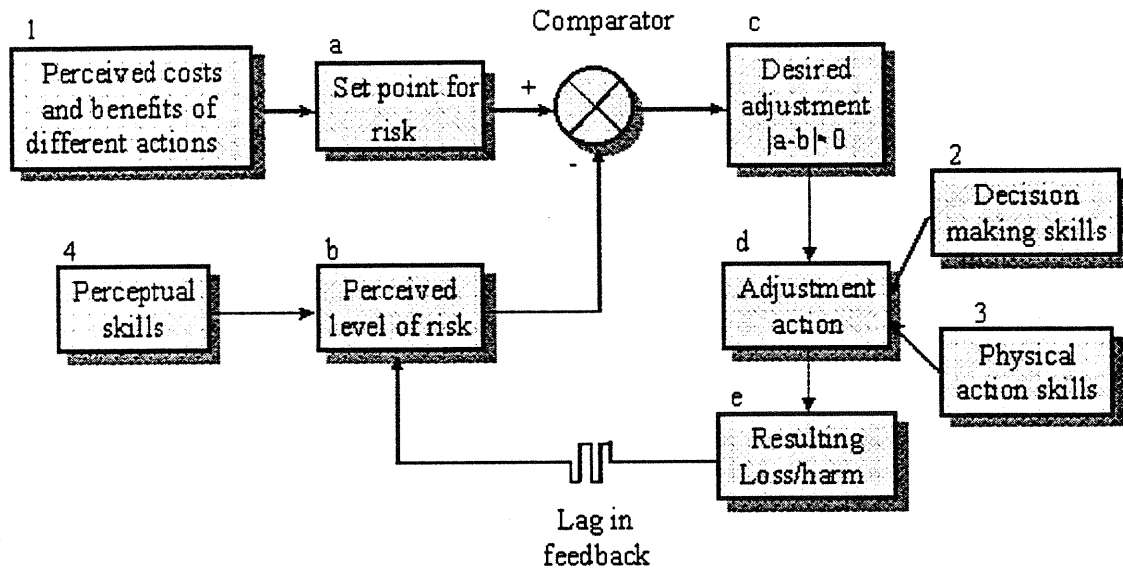 Comparator
1
Perceived costs
and benefits of
different actions
a
Set point for
risk
+
-
c
Desired
adjustment
|a-b|
0
2
Decision
making skills
4
Perceptual
skills
b
Perceived
level of risk
d
Adjustment
action
3
Physical
action skills
e
Resulting
Loss/harm
Lag in
feedback